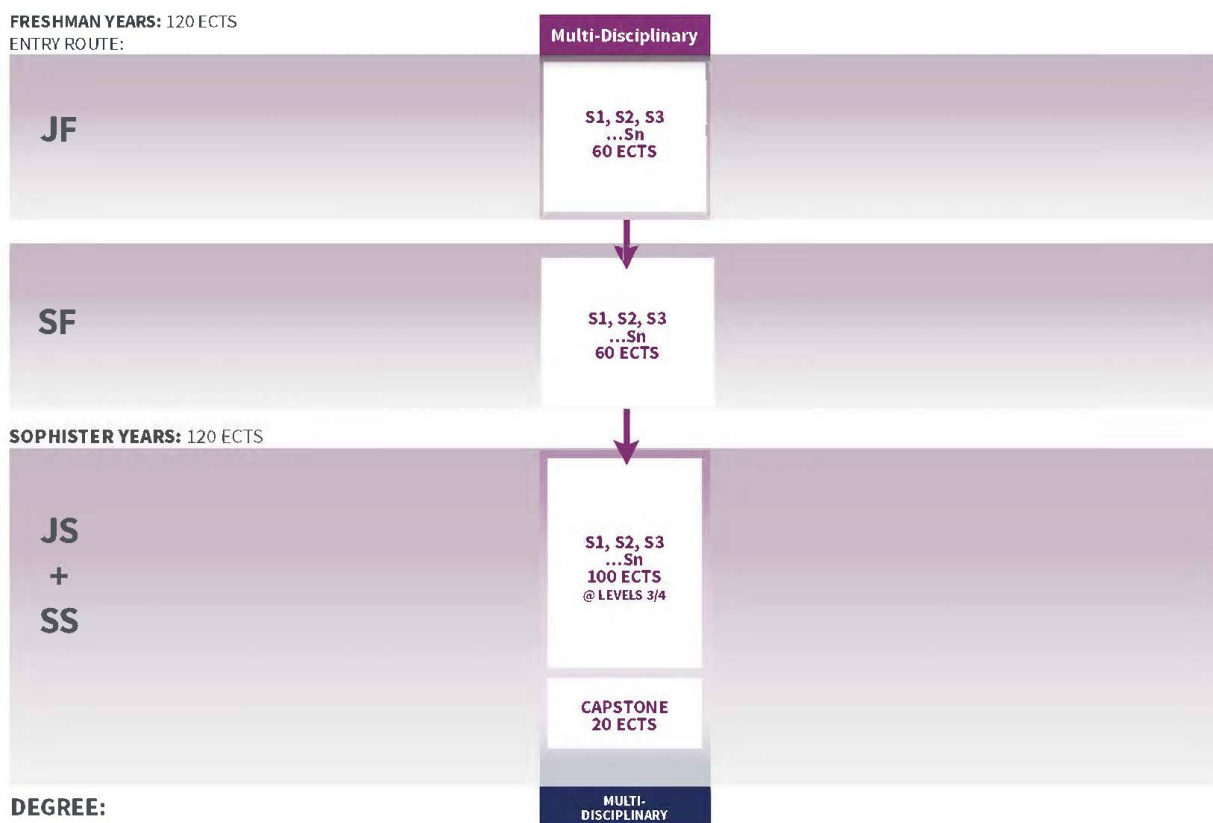 FRESHMAN YEARS: 120 ECTS
ENTRY ROUTE:
Multi-Disciplinary
JF
S1, S2, S3
...Sn
60 ECTS
SF
S1, S2, S3
...Sn
60 ECTS
SOPHISTER YEARS: 120 ECTS
JS
+
SS
S1, S2, S3
...Sn
100 ECTS
@ LEVELS 3/4
CAPSTONE
20 ECTS
DEGREE:
MULTI-
DISCIPLINARY